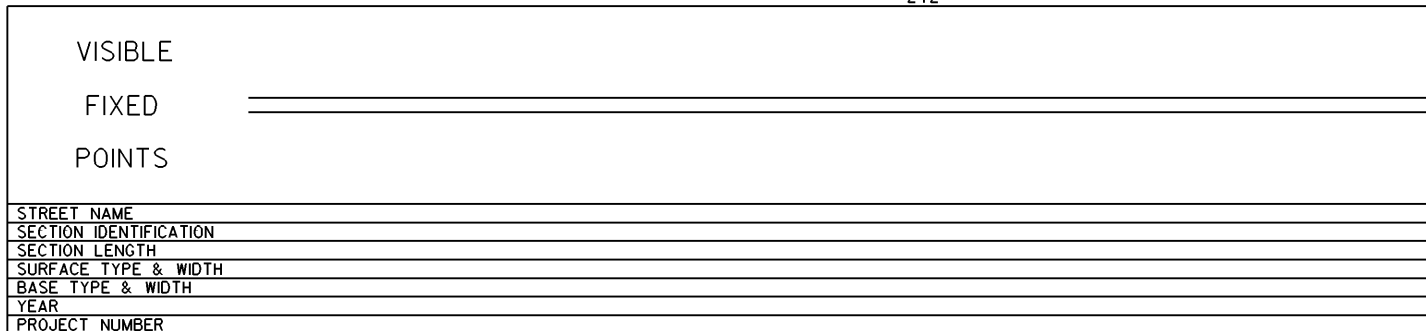 VISIBLE
FIXED
POINTS
STREET NAME
SECTION IDENTIFICATION
SECTION LENGTH
SURFACE TYPE & WIDTH
BASE TYPE & WIDTH
YEAR
PROJECT NUMBER